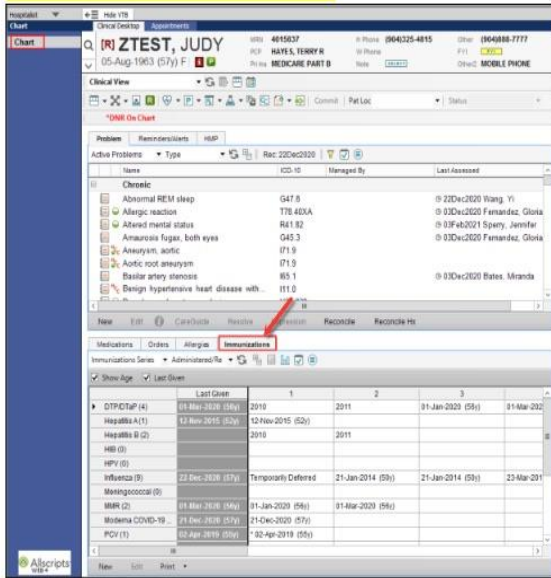 Hospitalist
Hide VTB
Chart
Clinical Desktop Appointments
Chart
[R] ZTEST, JUDY
05-Aug-1963 (57y) F
MRN 4015037
PCP HAYES, TERRY R
Pri Ins MEDICARE PART B
H Phone (904)325-4815
W Phone
Note
Other (904)888-7777
FYI
Other2 MOBILE PHONE
Clinical View
Commit Pat Loc Status
*DNR On Chart
Problem Reminders/Alerts HMP
Active Problems Type Rec: 22Dec2020
Name ICD-10 Managed By Last Assessed
Chronic
Abnormal REM sleep G47.8 22Dec2020 Wang, Yi
Allergic reaction T78.40XA 03Dec2020 Fernandez, Gloria
Altered mental status R41.82 03Feb2021 Sperry, Jennifer
Amaurosis fugax, both eyes G45.3 03Dec2020 Fernandez, Gloria
Aneurysm, aortic I71.9
Aortic root aneurysm I71.9
Basilar artery stenosis I65.1 03Dec2020 Bates, Miranda
Benign hypertensive heart disease with... I11.0
New Edit CareGuide Resolve Reconcile Reconcile Hx
Medications Orders Allergies Immunizations
Immunizations Series Administered/Re
Show Age Last Given
Last Given 1 2 3
DTP/DTaP (4) 01-Mar-2020 (56y) 2010 2011 01-Jan-2020 (56y) 01-Mar-202
Hepatitis A (1) 12-Nov-2015 (52y) 12-Nov-2015 (52y)
Hepatitis B (2) 2010 2011
HIB (0)
HPV (0)
Influenza (9) 22-Dec-2020 (57y) Temporarily Deferred 21-Jan-2014 (50y) 21-Jan-2014 (50y) 23-Mar-201
Meningococcal (0)
MMR (2) 01-Mar-2020 (56y) 01-Jan-2020 (56y) 01-Mar-2020 (56y)
Moderna COVID-19 ... 21-Dec-2020 (57y) 21-Dec-2020 (57y)
PCV (1) 02-Apr-2019 (55y) * 02-Apr-2019 (55y)
New Edit Print
Allscripts